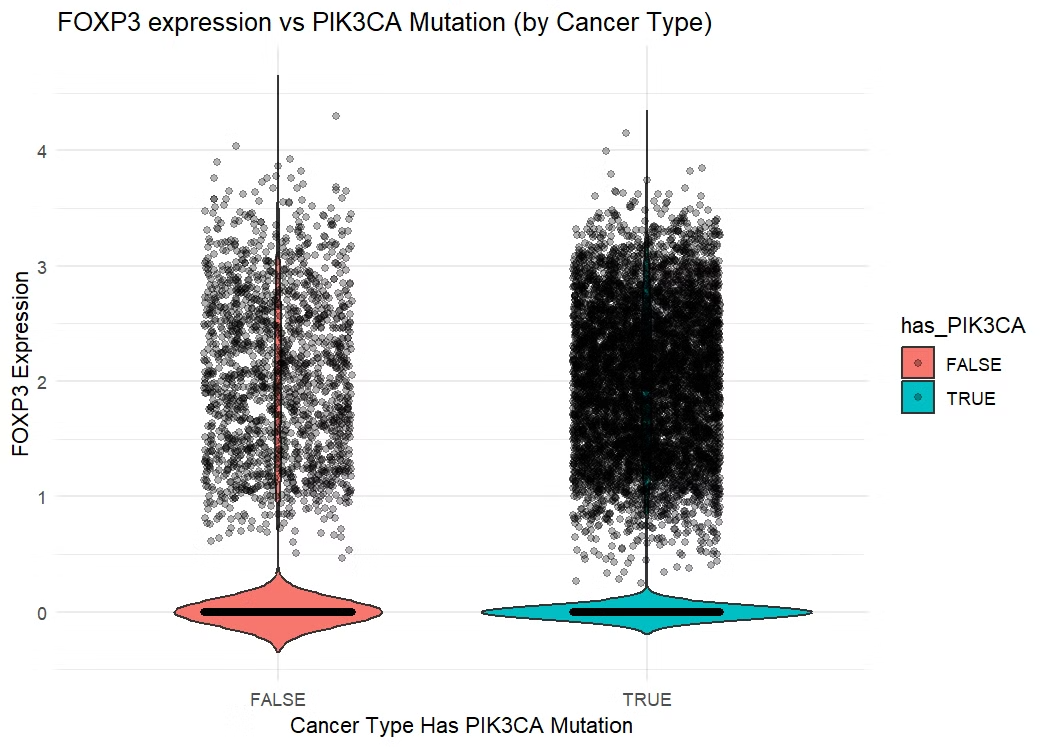 FOXP3 expression vs PIK3CA Mutation (by Cancer Type)
4
3
2
1
0
FOXP3 Expression
FALSE
TRUE
Cancer Type Has PIK3CA Mutation
has_PIK3CA
FALSE
TRUE